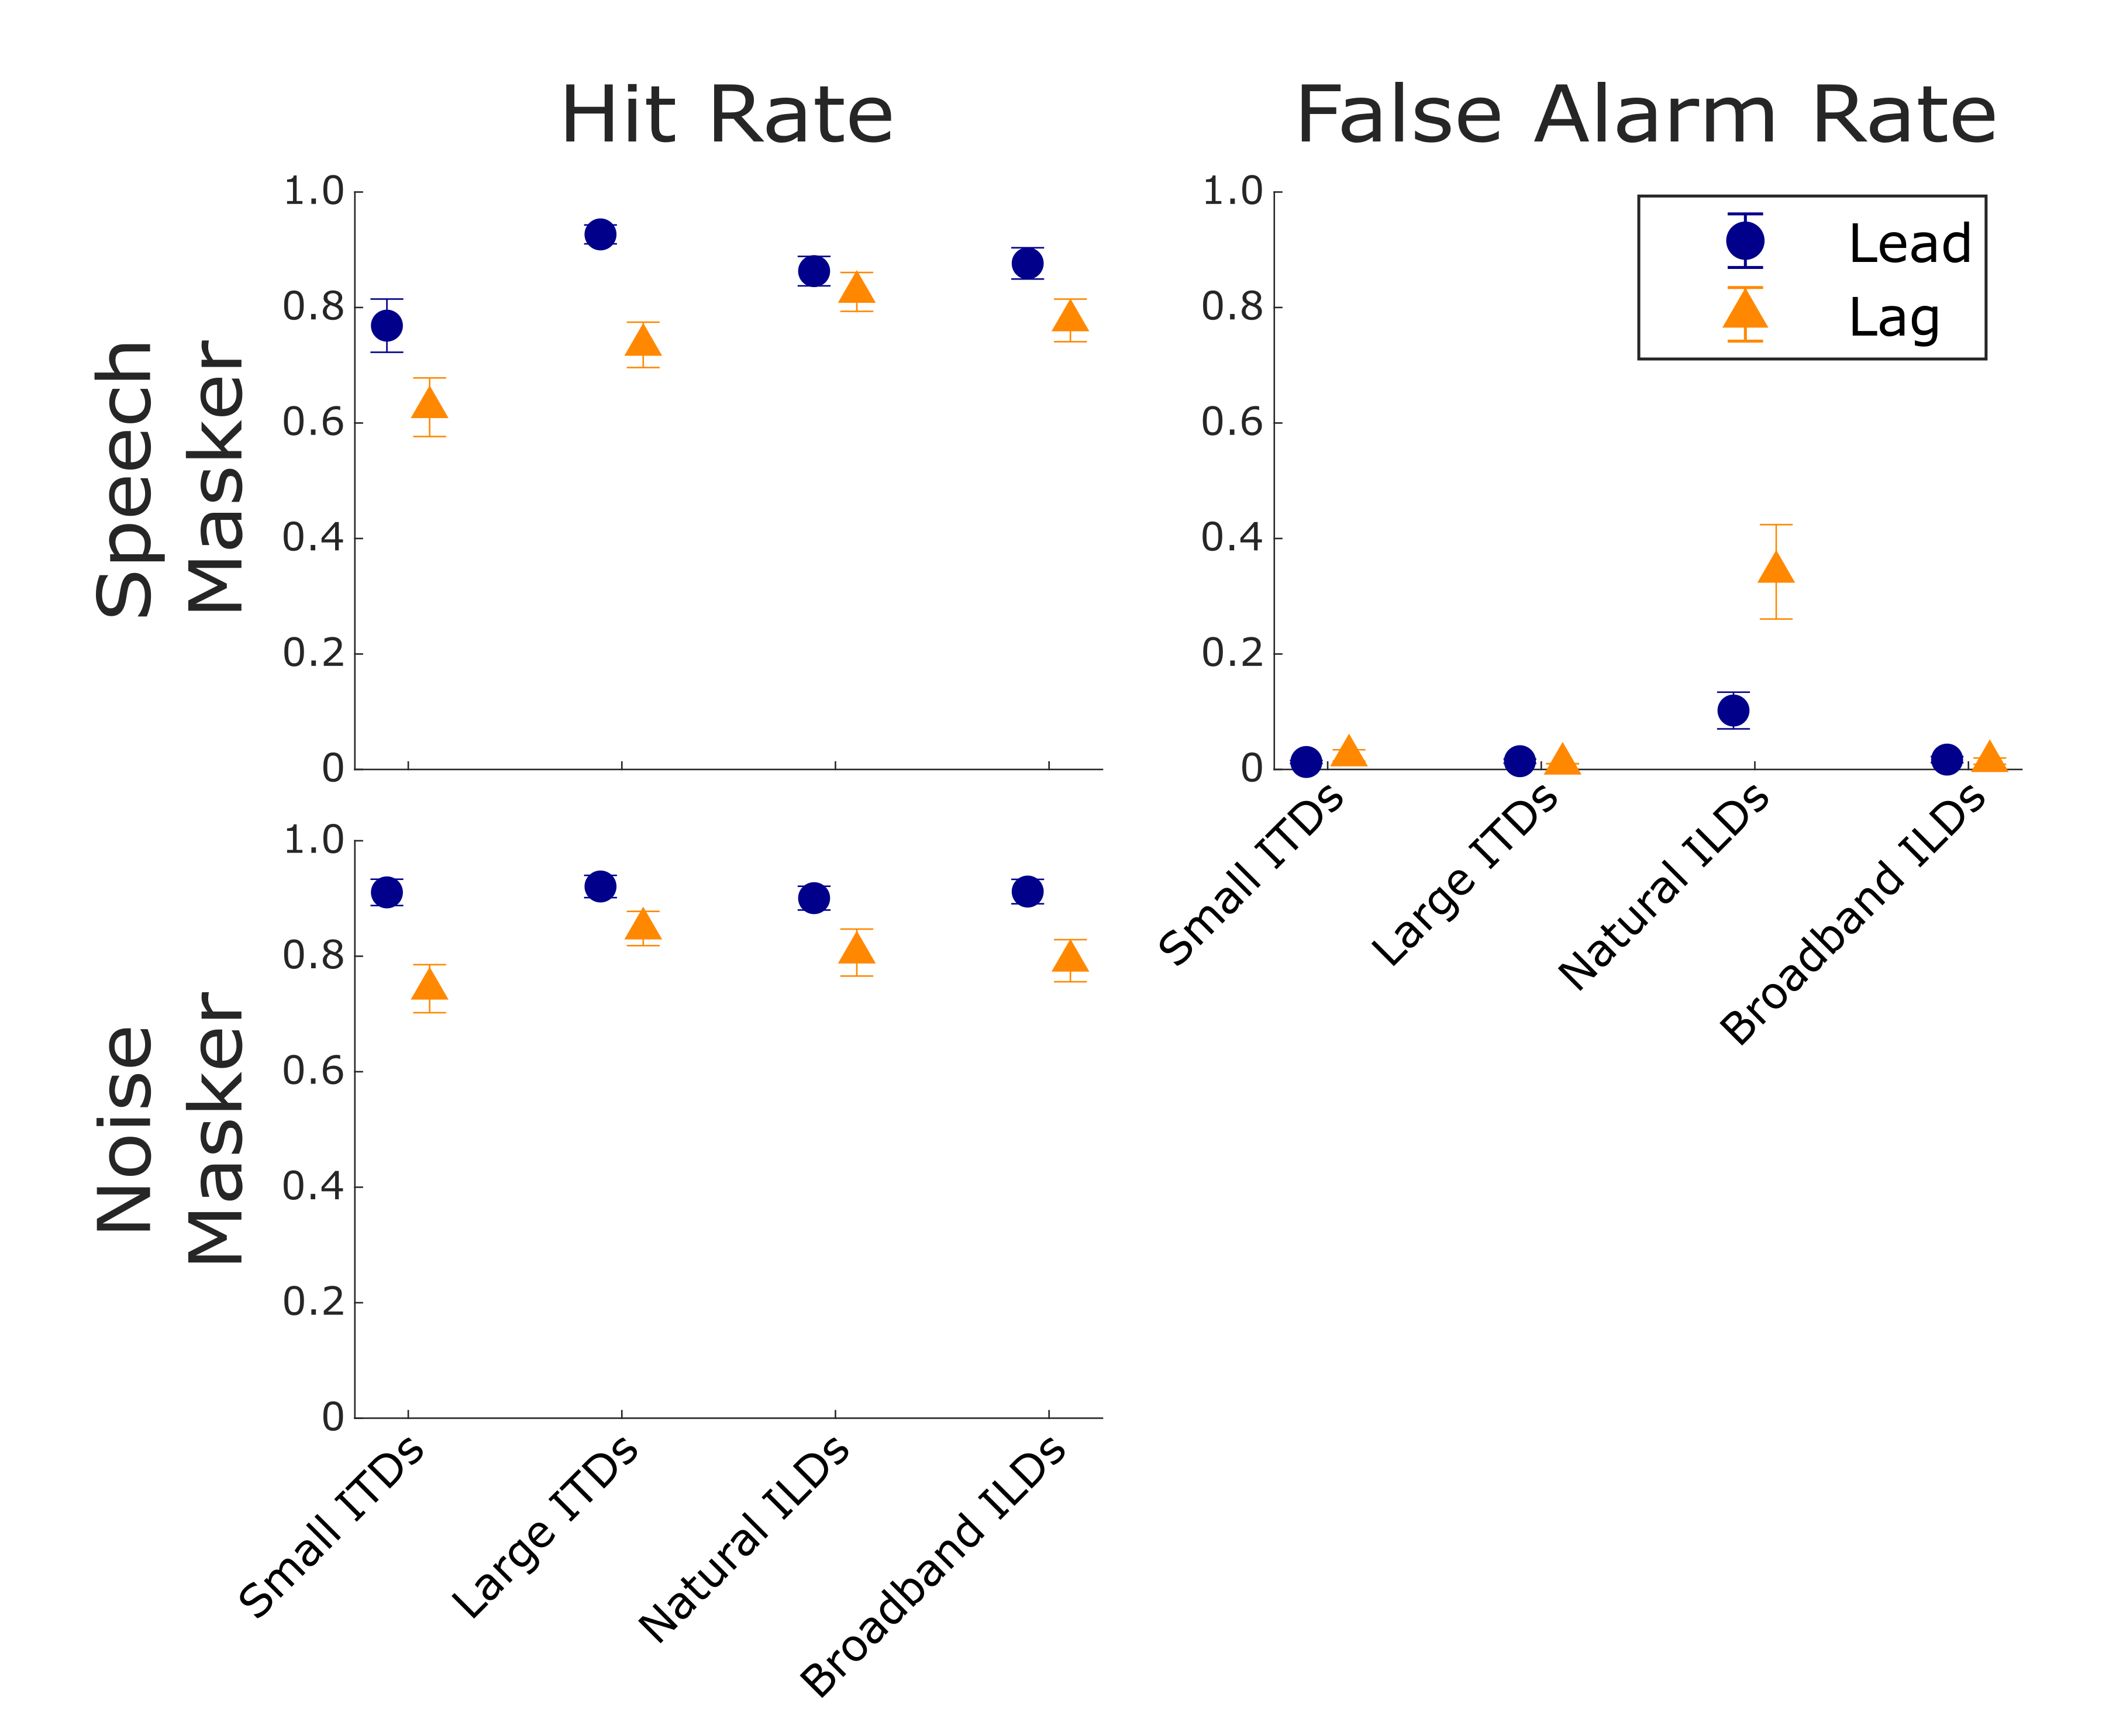 Hit Rate
False Alarm Rate
Speech
Masker
1.0
0.8
0.6
0.4
0.2
0
1.0
0.8
0.6
0.4
0.2
0
Lead
Lag
Small ITDs
Large ITDs
Natural ILDs
Broadband ILDs
Noise
Masker
1.0
0.8
0.6
0.4
0.2
0
Small ITDs
Large ITDs
Natural ILDs
Broadband ILDs